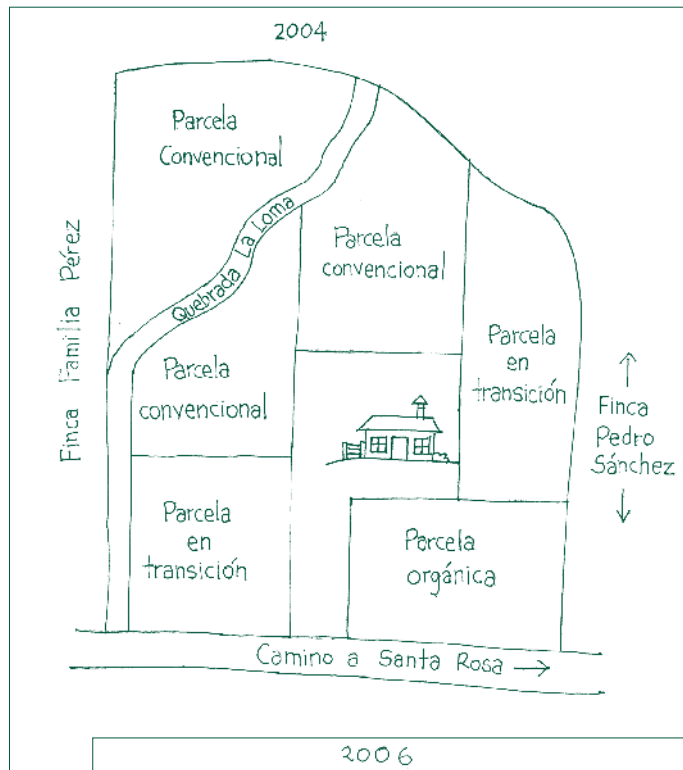 2004
Parcela
Convencional
Quebrada La Loma
Parcela
convencional
Finca Familia Pérez
Parcela
convencional
Parcela
en
transición
Finca
Pedro
Sánchez
Parcela
en
transición
Parcela
orgánica
Camino a Santa Rosa
2006